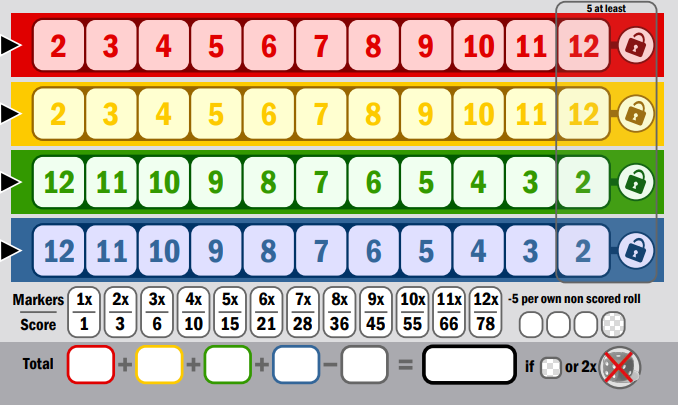 5 at least
2 3 4 5 6 7 8 9 10 11 12
2 3 4 5 6 7 8 9 10 11 12
12 11 10 9 8 7 6 5 4 3 2
12 11 10 9 8 7 6 5 4 3 2
Markers 1x 2x 3x 4x 5x 6x 7x 8x 9x 10x 11x 12x -5 per own non scored roll
Score 1 3 6 10 15 21 28 36 45 55 66 78
Total + + + - = if or 2x